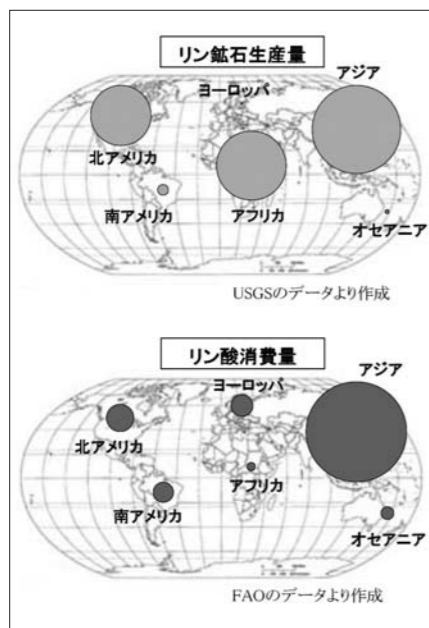 リン鉱石生産量
アジア
ヨーロッパ
北アメリカ
南アメリカ
アフリカ
オセアニア
USGSのデータより作成
リン酸消費量
アジア
ヨーロッパ
北アメリカ
アフリカ
南アメリカ
オセアニア
FAOのデータより作成